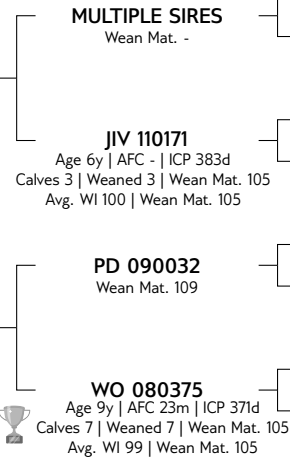 MULTIPLE SIRES
Wean Mat. -
JIV 110171
Age 6y | AFC - | ICP 383d
Calves 3 | Weaned 3 | Wean Mat. 105
Avg. WI 100 | Wean Mat. 105
PD 090032
Wean Mat. 109
WO 080375
Age 9y | AFC 23m | ICP 371d
Calves 7 | Weaned 7 | Wean Mat. 105
Avg. WI 99 | Wean Mat. 105